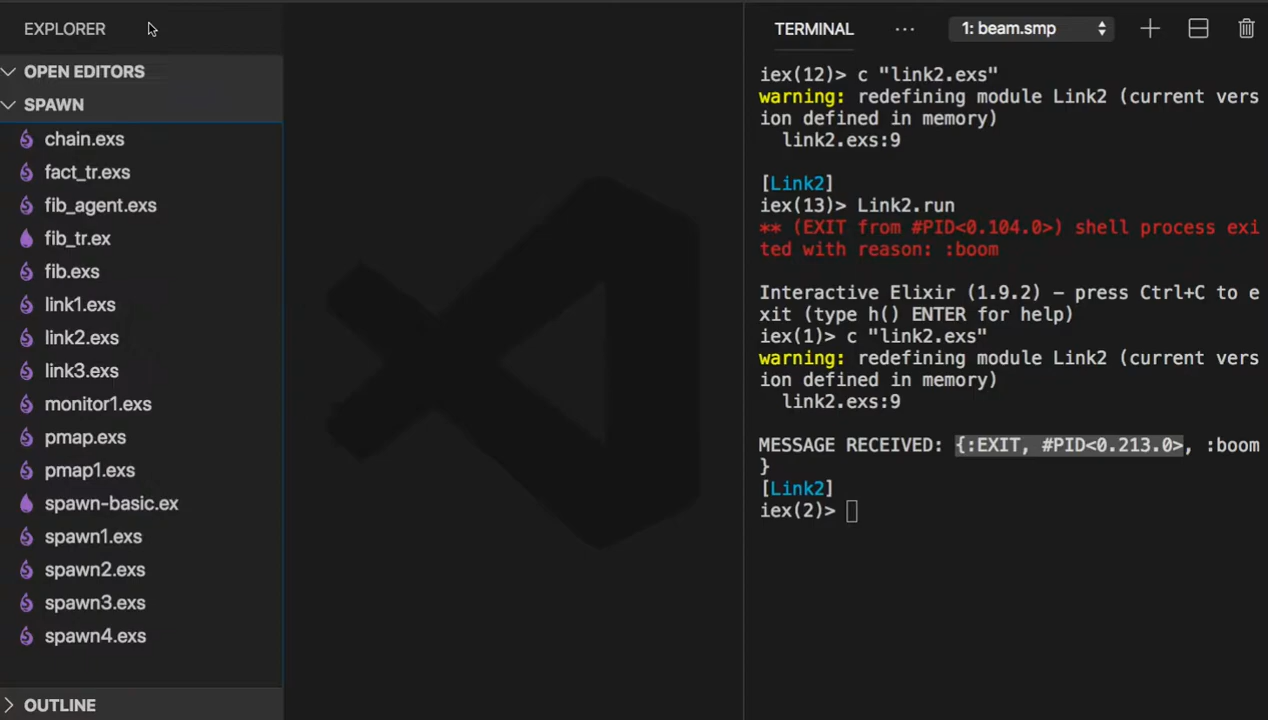 EXPLORER
OPEN EDITORS
SPAWN
chain.exs
fact_tr.exs
fib_agent.exs
fib_tr.ex
fib.exs
link1.exs
link2.exs
link3.exs
monitor1.exs
pmap.exs
pmap1.exs
spawn-basic.ex
spawn1.exs
spawn2.exs
spawn3.exs
spawn4.exs
OUTLINE
TERMINAL ... 1: beam.smp
iex(12)> c "link2.exs"
warning: redefining module Link2 (current vers
ion defined in memory)
link2.exs:9
[Link2]
iex(13)> Link2.run
** (EXIT from #PID<0.104.0>) shell process exi
ted with reason: :boom
Interactive Elixir (1.9.2) - press Ctrl+C to e
xit (type h() ENTER for help)
iex(1)> c "link2.exs"
warning: redefining module Link2 (current vers
ion defined in memory)
link2.exs:9
MESSAGE RECEIVED: {:EXIT, #PID<0.213.0>, :boom
}
[Link2]
iex(2)>